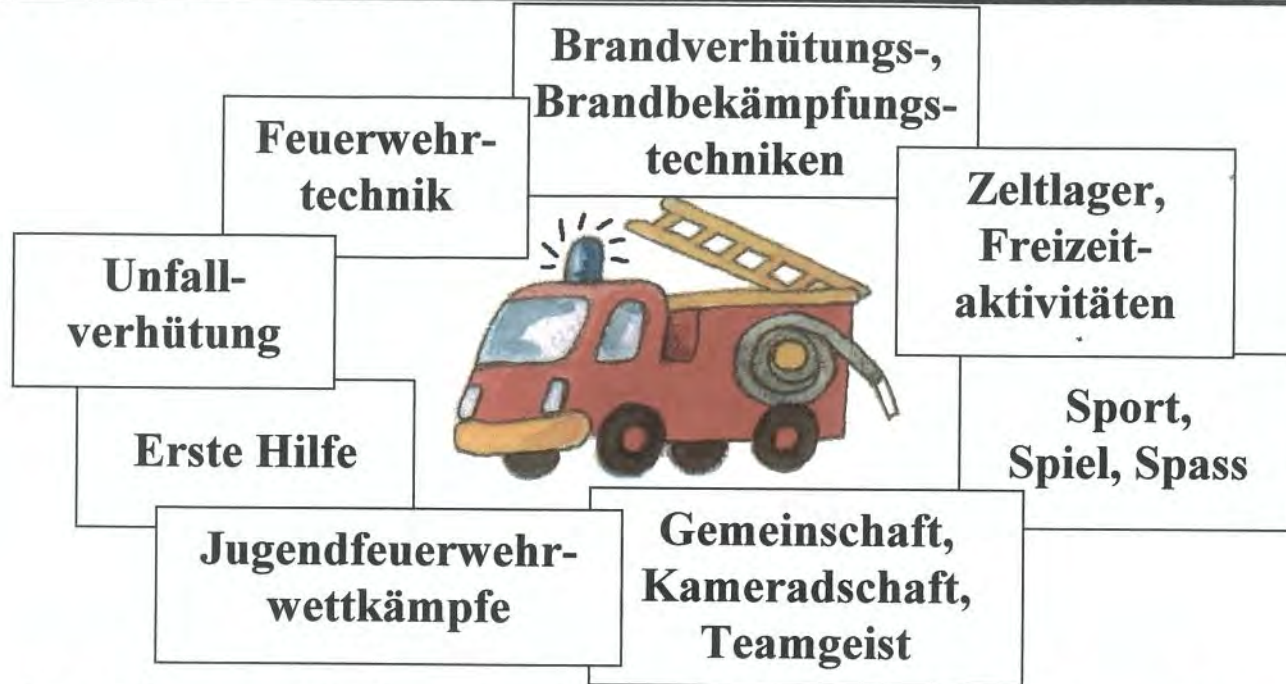 Brandverhütungs-,
Brandbekämpfungs-
techniken
Feuerwehr-
technik
Zeltlager,
Freizeit-
aktivitäten
Unfall-
verhütung
Sport,
Spiel, Spass
Erste Hilfe
Gemeinschaft,
Kameradschaft,
Teamgeist
Jugendfeuerwehr-
wettkämpfe